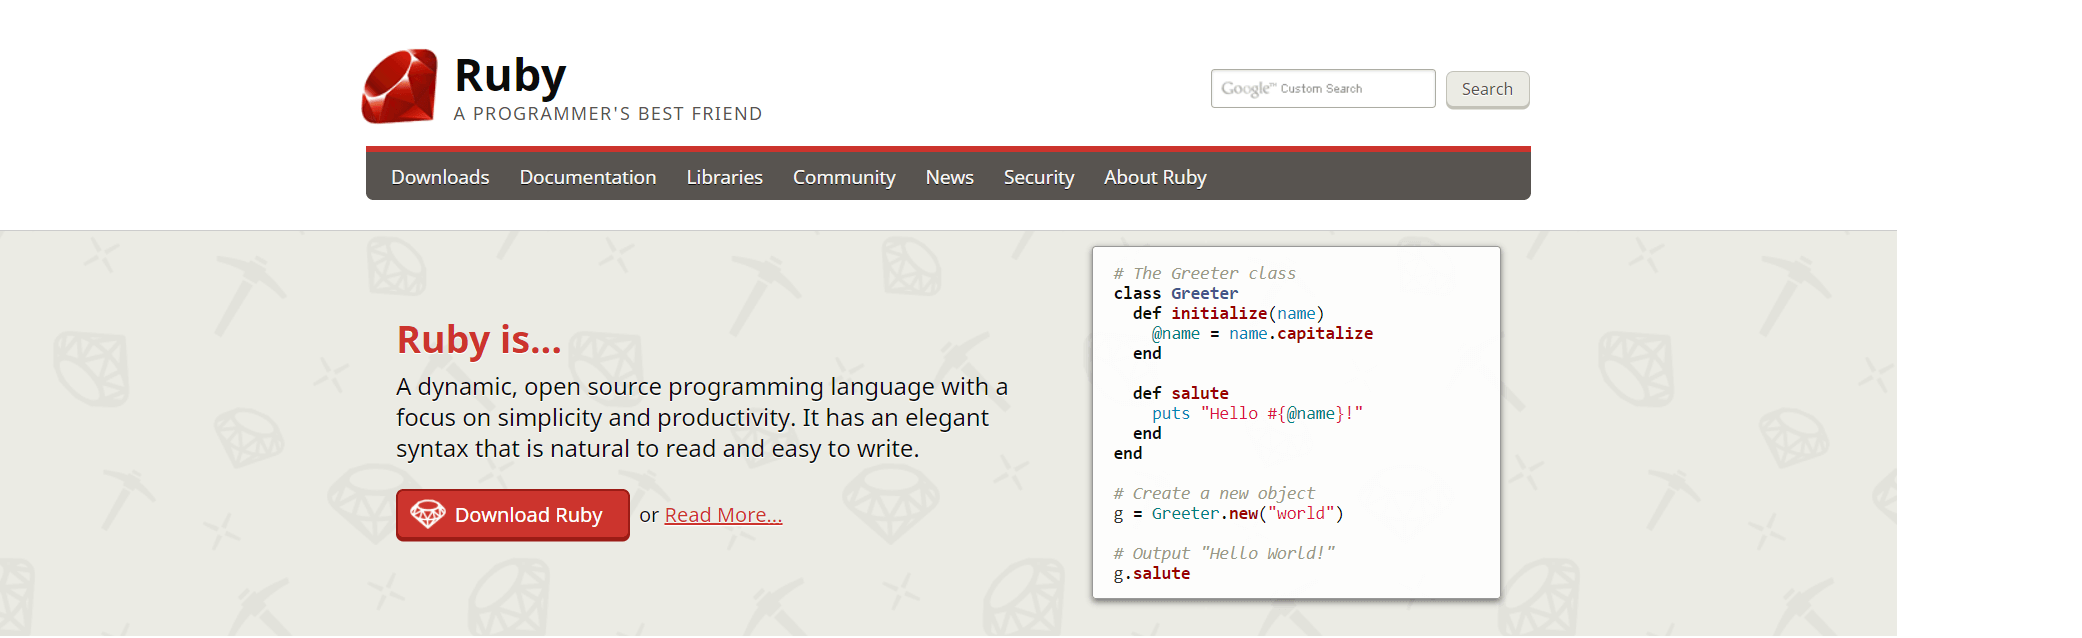 Ruby
A PROGRAMMER'S BEST FRIEND
Google™ Custom Search
Search
Downloads Documentation Libraries Community News Security About Ruby
Ruby is...
A dynamic, open source programming language with a
focus on simplicity and productivity. It has an elegant
syntax that is natural to read and easy to write.
Download Ruby or Read More...
# The Greeter class
class Greeter
  def initialize(name)
    @name = name.capitalize
  end

  def salute
    puts "Hello #{@name}!"
  end
end

# Create a new object
g = Greeter.new("world")

# Output "Hello World!"
g.salute